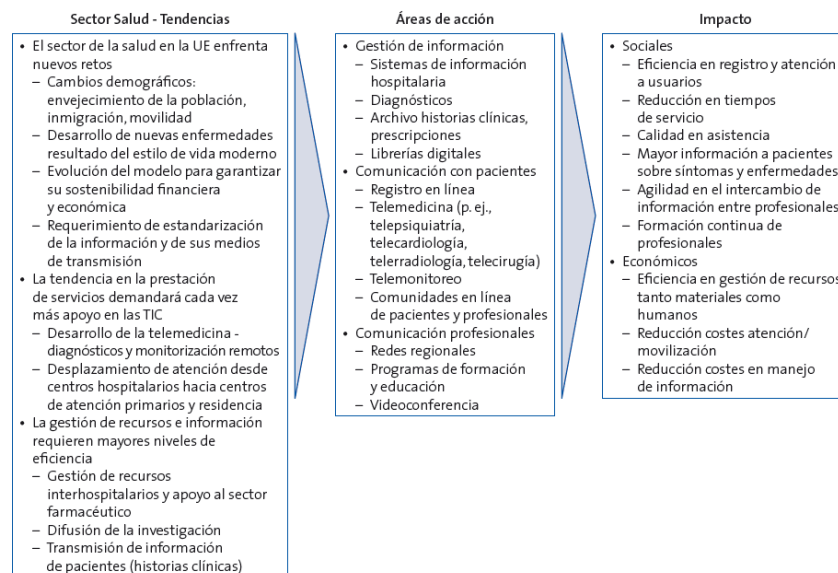 Sector Salud - Tendencias
• El sector de la salud en la UE enfrenta
nuevos retos
– Cambios demográficos:
envejecimiento de la población,
inmigración, movilidad
– Desarrollo de nuevas enfermedades
resultado del estilo de vida moderno
– Evolución del modelo para garantizar
su sostenibilidad financiera
y económica
– Requerimiento de estandarización
de la información y de sus medios
de transmisión
• La tendencia en la prestación
de servicios demandará cada vez
más apoyo en las TIC
– Desarrollo de la telemedicina -
diagnósticos y monitorización remotos
– Desplazamiento de atención desde
centros hospitalarios hacia centros
de atención primarios y residencia
• La gestión de recursos e información
requieren mayores niveles de
eficiencia
– Gestión de recursos
interhospitalarios y apoyo al sector
farmacéutico
– Difusión de la investigación
– Transmisión de información
de pacientes (historias clínicas)
Áreas de acción
• Gestión de información
– Sistemas de información
hospitalaria
– Diagnósticos
– Archivo historias clínicas,
prescripciones
– Librerías digitales
• Comunicación con pacientes
– Registro en línea
– Telemedicina (p. ej.,
telepsiquiatría,
telecardiología,
telerradiología, telecirugía)
– Telemonitoreo
– Comunidades en línea
de pacientes y profesionales
• Comunicación profesionales
– Redes regionales
– Programas de formación
y educación
– Videoconferencia
Impacto
• Sociales
– Eficiencia en registro y atención
a usuarios
– Reducción en tiempos
de servicio
– Calidad en asistencia
– Mayor información a pacientes
sobre síntomas y enfermedades
– Agilidad en el intercambio de
información entre profesionales
– Formación continua de
profesionales
• Económicos
– Eficiencia en gestión de recursos
tanto materiales como
humanos
– Reducción costes atención/
movilización
– Reducción costes en manejo
de información